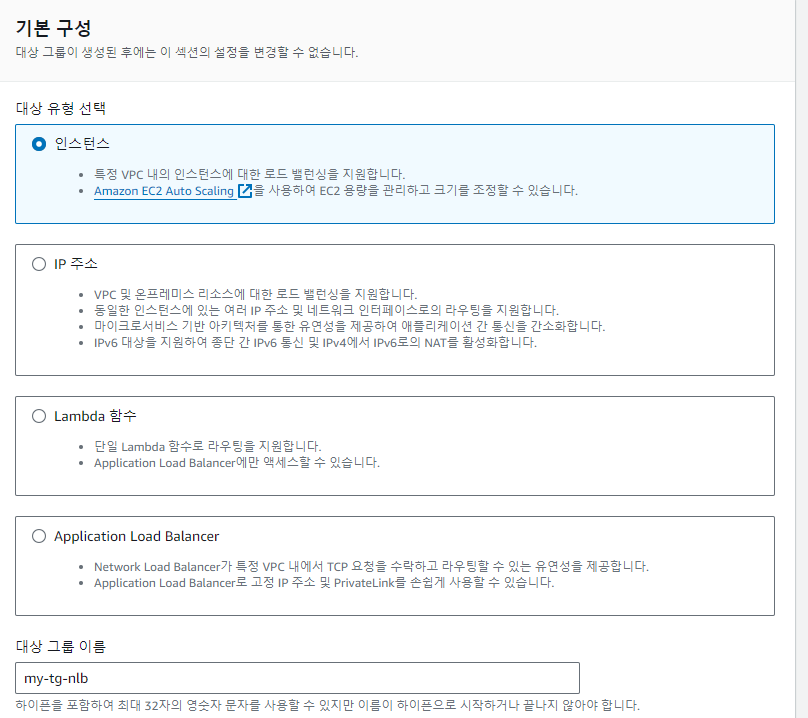 기본 구성
대상 그룹이 생성된 후에는 이 섹션의 설정을 변경할 수 없습니다.
대상 유형 선택
인스턴스
특정 VPC 내의 인스턴스에 대한 로드 밸런싱을 지원합니다.
Amazon EC2 Auto Scaling을 사용하여 EC2 용량을 관리하고 크기를 조정할 수 있습니다.
IP 주소
VPC 및 온프레미스 리소스에 대한 로드 밸런싱을 지원합니다.
동일한 인스턴스에 있는 여러 IP 주소 및 네트워크 인터페이스로의 라우팅을 지원합니다.
마이크로서비스 기반 아키텍처를 통한 유연성을 제공하여 애플리케이션 간 통신을 간소화합니다.
IPv6 대상을 지원하여 종단 간 IPv6 통신 및 IPv4에서 IPv6로의 NAT를 활성화합니다.
Lambda 함수
단일 Lambda 함수로 라우팅을 지원합니다.
Application Load Balancer에만 액세스할 수 있습니다.
Application Load Balancer
Network Load Balancer가 특정 VPC 내에서 TCP 요청을 수락하고 라우팅할 수 있는 유연성을 제공합니다.
Application Load Balancer로 고정 IP 주소 및 PrivateLink를 손쉽게 사용할 수 있습니다.
대상 그룹 이름
my-tg-nlb
하이픈을 포함하여 최대 32자의 영숫자 문자를 사용할 수 있지만 이름이 하이픈으로 시작하거나 끝나지 않아야 합니다.